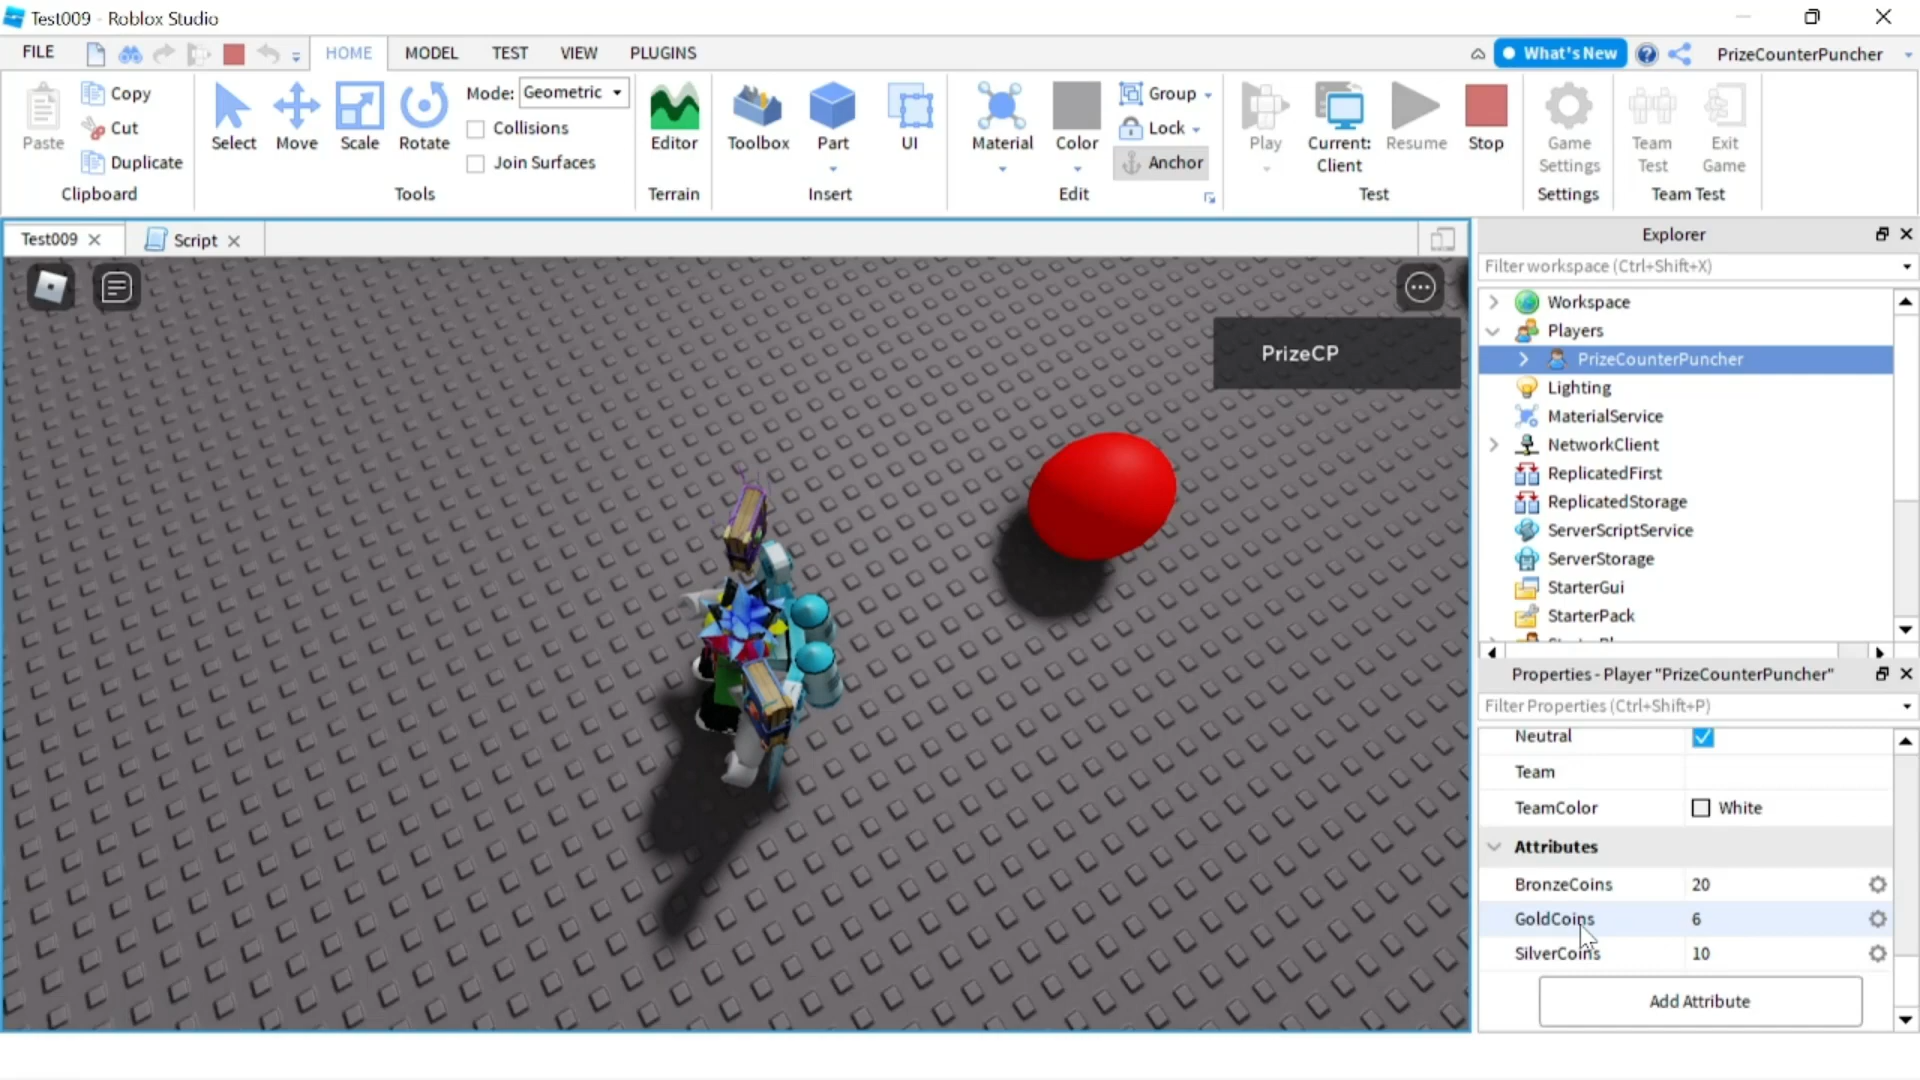 Test009 - Roblox Studio
FILE
HOME
MODEL
TEST
VIEW
PLUGINS
What's New
PrizeCounterPuncher
Paste
Copy
Cut
Duplicate
Clipboard
Select
Move
Scale
Rotate
Mode: Geometric
Collisions
Join Surfaces
Tools
Editor
Terrain
Toolbox
Part
UI
Insert
Material
Color
Group
Lock
Anchor
Edit
Play
Current:
Client
Resume
Stop
Test
Game
Settings
Settings
Team
Test
Exit
Game
Team Test
Test009
Script
PrizeCP
Explorer
Filter workspace (Ctrl+Shift+X)
Workspace
Players
PrizeCounterPuncher
Lighting
MaterialService
NetworkClient
ReplicatedFirst
ReplicatedStorage
ServerScriptService
ServerStorage
StarterGui
StarterPack
Properties - Player "PrizeCounterPuncher"
Filter Properties (Ctrl+Shift+P)
Neutral
Team
TeamColor White
Attributes
BronzeCoins 20
GoldCoins 6
SilverCoins 10
Add Attribute